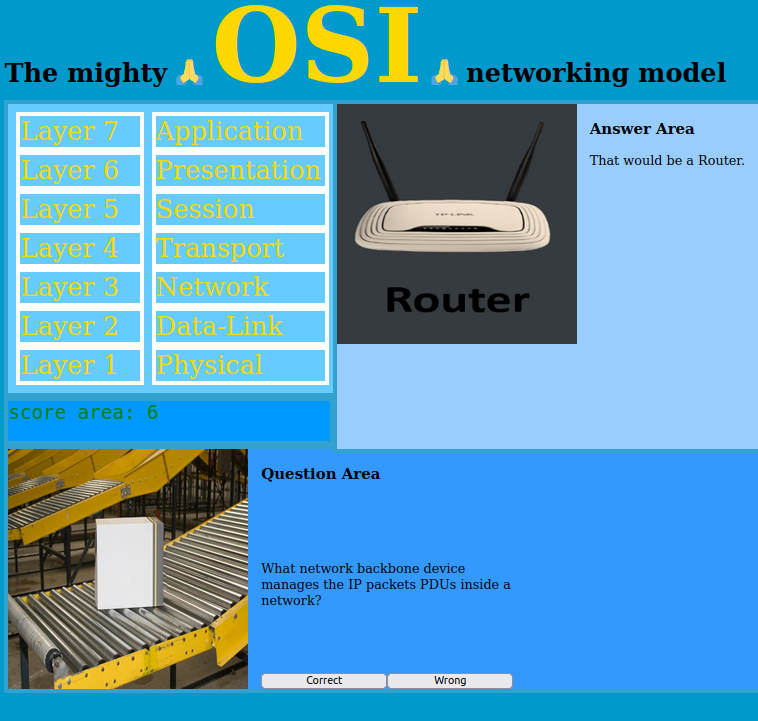 The mighty 🙏 OSI 🙏 networking model
Layer 7 Application
Layer 6 Presentation
Layer 5 Session
Layer 4 Transport
Layer 3 Network
Layer 2 Data-Link
Layer 1 Physical
score area: 6
TP-LINK
Router
Answer Area
That would be a Router.
Question Area
What network backbone device
manages the IP packets PDUs inside a
network?
Correct Wrong